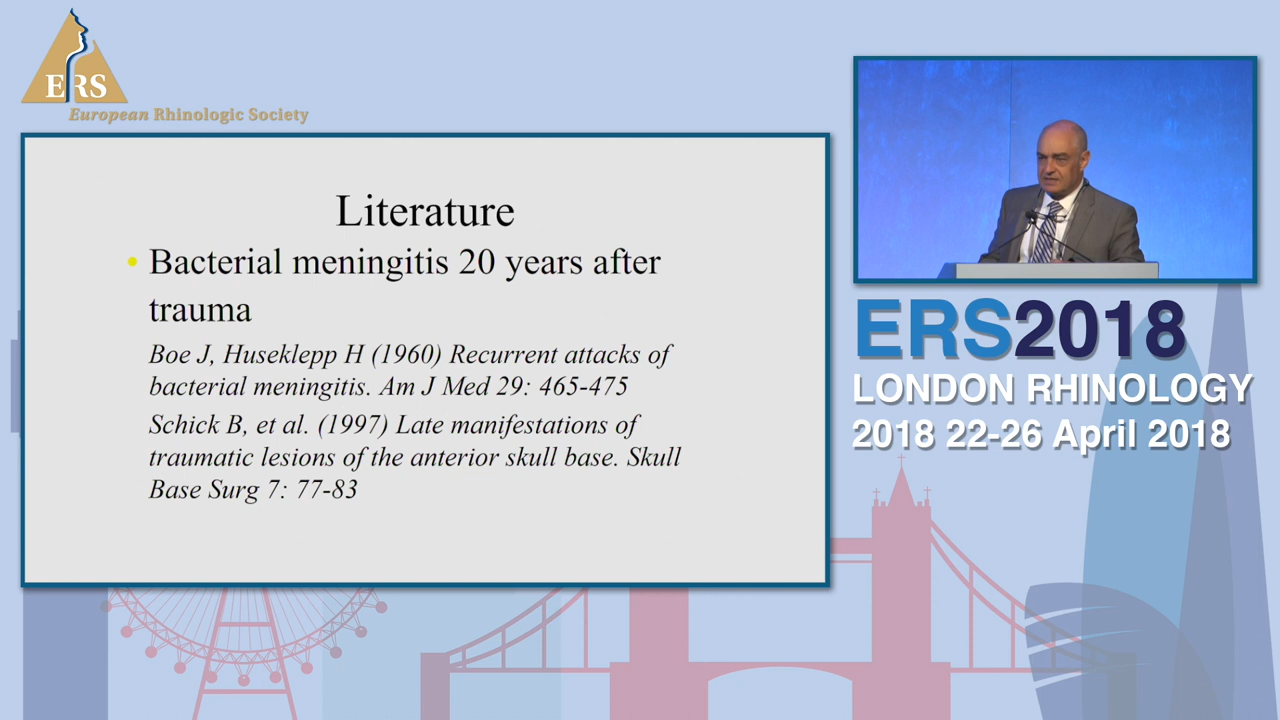 ERS
European Rhinologic Society
Literature
• Bacterial meningitis 20 years after
trauma
Boe J, Huseklepp H (1960) Recurrent attacks of
bacterial meningitis. Am J Med 29: 465-475
Schick B, et al. (1997) Late manifestations of
traumatic lesions of the anterior skull base. Skull
Base Surg 7: 77-83
ERS2018
LONDON RHINOLOGY
2018 22-26 April 2018